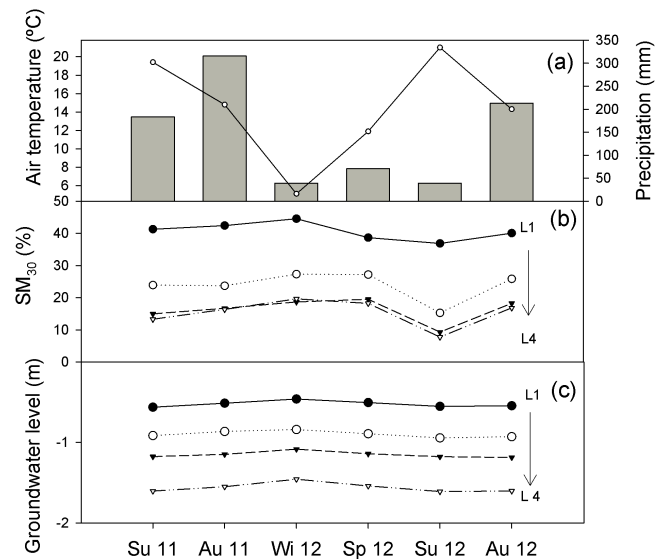 Air temperature (ºC)
20
18
16
14
12
10
8
6
(a)
350
300
250
200
150
100
50
0
Precipitation (mm)
SM30 (%)
50
40
30
20
10
0
(b)
L1
L4
Groundwater level (m)
-1
-2
(c)
L1
L 4
Su 11 Au 11 Wi 12 Sp 12 Su 12 Au 12